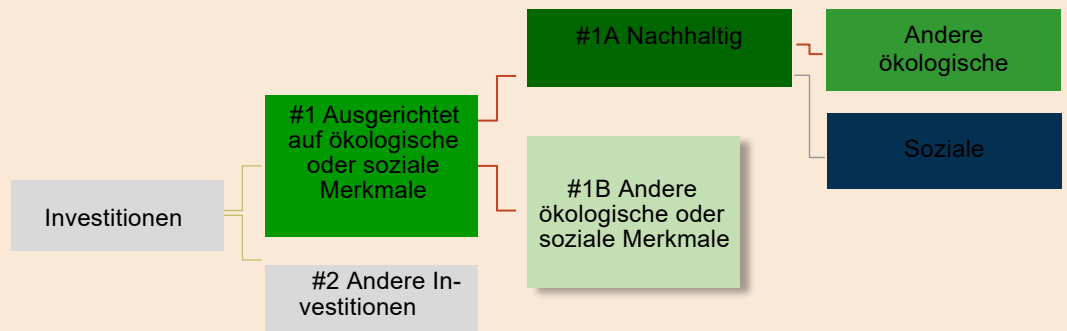 Investitionen
#1 Ausgerichtet
auf ökologische
oder soziale
Merkmale
#2 Andere In-
vestitionen
#1A Nachhaltig
#1B Andere
ökologische oder
soziale Merkmale
Andere
ökologische
Soziale